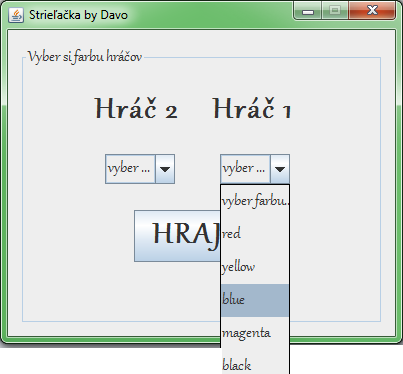 Strieľačka by Davo
Vyber si farbu hráčov
Hráč 2 Hráč 1
vyber ... vyber ...
HRAJ
vyber farbu..
red
yellow
blue
magenta
black